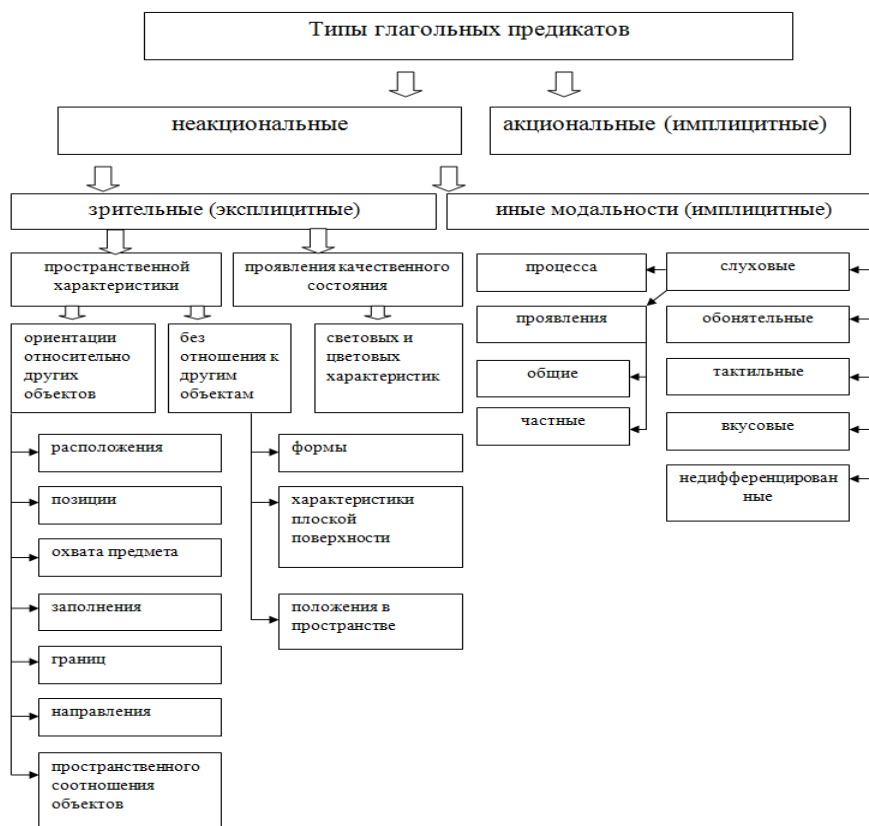 Типы глагольных предикатов
неакциональные
акциональные (имплицитные)
зрительные (эксплицитные)
иные модальности (имплицитные)
пространственной
характеристики
проявления качественного
состояния
процесса
слуховые
ориентации
относительно
других
объектов
без
отношения к
другим
объектам
световых и
цветовых
характеристик
проявления
обонятельные
общие
тактильные
частные
вкусовые
расположения
формы
недифференцирован
ные
позиции
характеристики
плоской
поверхности
охвата предмета
заполнения
положения в
пространстве
границ
направления
пространственного
соотношения
объектов